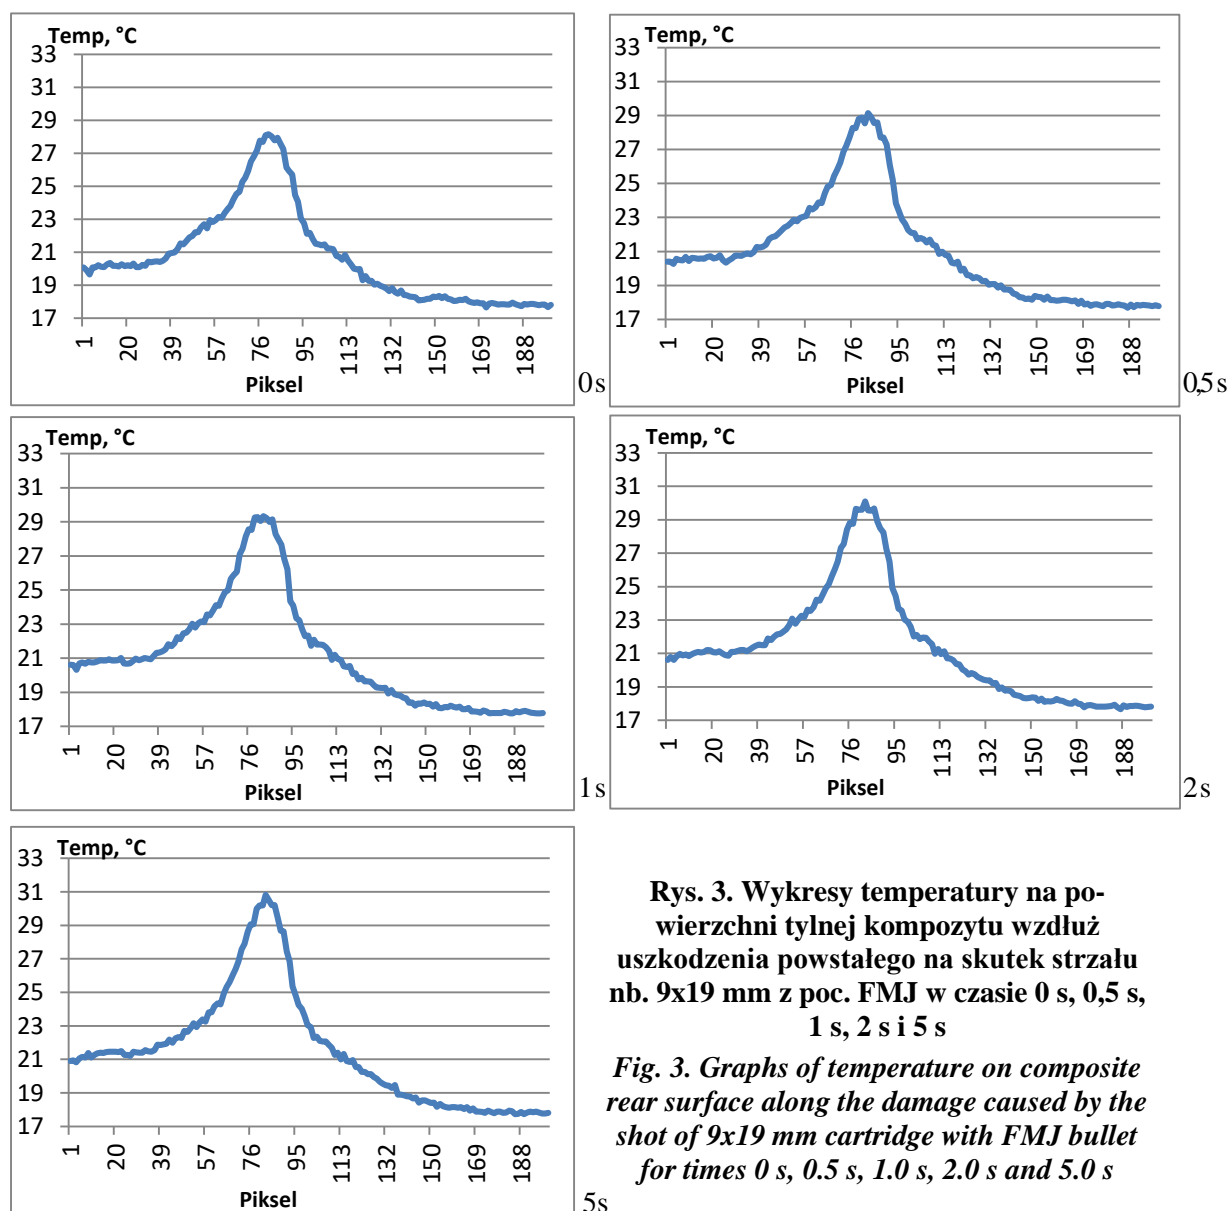 Temp, °C
33
31
29
27
25
23
21
19
17
1 20 39 57 76 95 113 132 150 169 188
Piksel
0 s
Temp, °C
33
31
29
27
25
23
21
19
17
1 20 39 57 76 95 113 132 150 169 188
Piksel
0,5 s
Temp, °C
33
31
29
27
25
23
21
19
17
1 20 39 57 76 95 113 132 150 169 188
Piksel
1 s
Temp, °C
33
31
29
27
25
23
21
19
17
1 20 39 57 76 95 113 132 150 169 188
Piksel
2 s
Temp, °C
33
31
29
27
25
23
21
19
17
1 20 39 57 76 95 113 132 150 169 188
Piksel
5s
Rys. 3. Wykresy temperatury na po-
wierzchni tylnej kompozytu wzdłuż
uszkodzenia powstałego na skutek strzału
nb. 9x19 mm z poc. FMJ w czasie 0 s, 0,5 s,
1 s, 2 s i 5 s
Fig. 3. Graphs of temperature on composite
rear surface along the damage caused by the
shot of 9x19 mm cartridge with FMJ bullet
for times 0 s, 0.5 s, 1.0 s, 2.0 s and 5.0 s